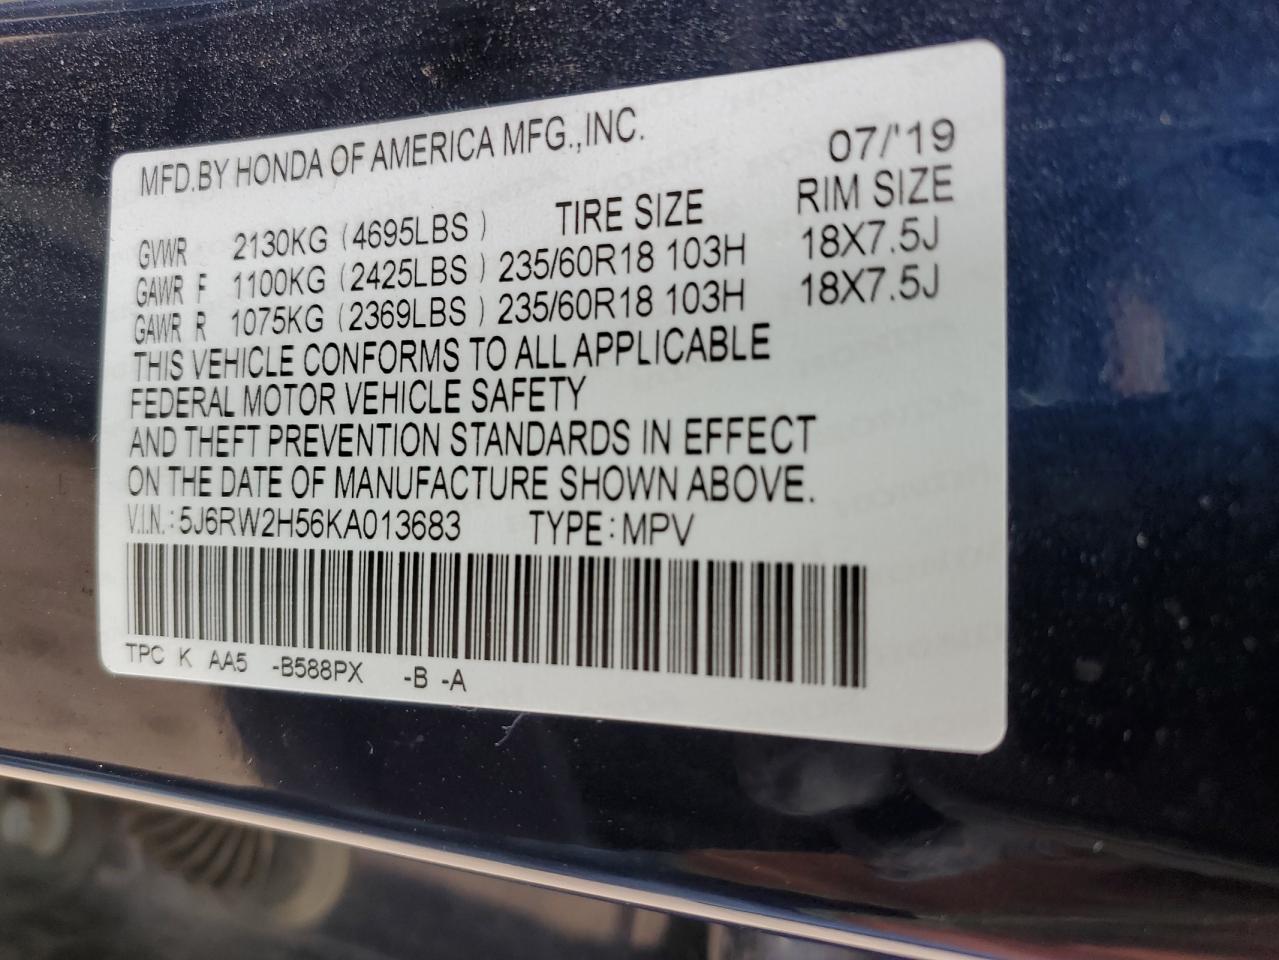 MFD.BY HONDA OF AMERICA MFG.,INC. 07/'19
TIRE SIZE RIM SIZE
GVWR 2130KG (4695LBS)
GAWR F 1100KG (2425LBS) 235/60R18 103H 18X7.5J
GAWR R 1075KG (2369LBS) 235/60R18 103H 18X7.5J
THIS VEHICLE CONFORMS TO ALL APPLICABLE
FEDERAL MOTOR VEHICLE SAFETY
AND THEFT PREVENTION STANDARDS IN EFFECT
ON THE DATE OF MANUFACTURE SHOWN ABOVE.
V.I.N.: 5J6RW2H56KA013683 TYPE: MPV
TPC K AA5 -B588PX -B -A